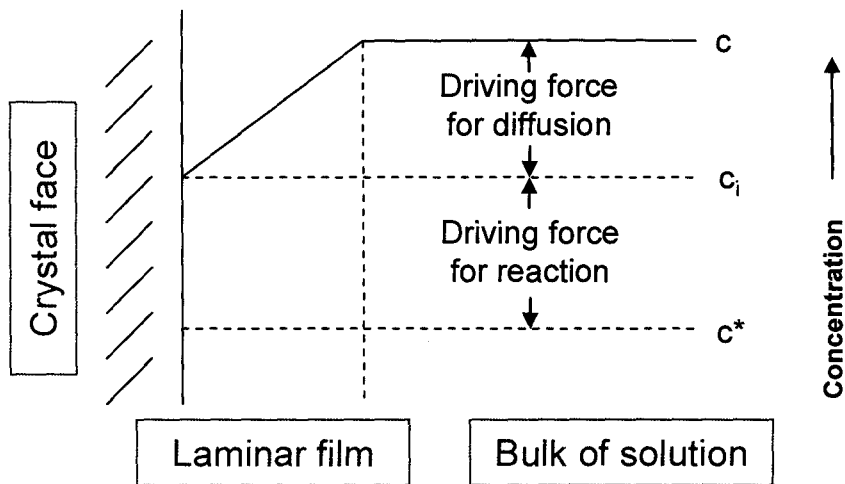 c
Driving force
for diffusion
cᵢ
Driving force
for reaction
c*
Crystal face
Concentration
Laminar film
Bulk of solution